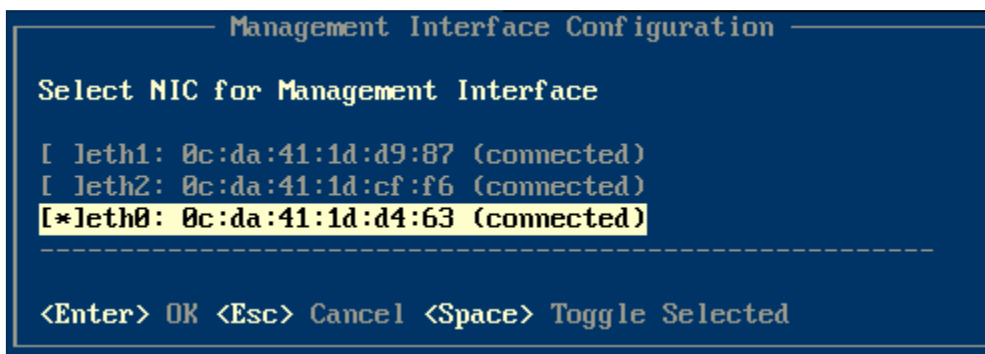 Management Interface Configuration
Select NIC for Management Interface
[ ]eth1: 0c:da:41:1d:d9:87 (connected)
[ ]eth2: 0c:da:41:1d:cf:f6 (connected)
[*]eth0: 0c:da:41:1d:d4:63 (connected)
<Enter> OK <Esc> Cancel <Space> Toggle Selected